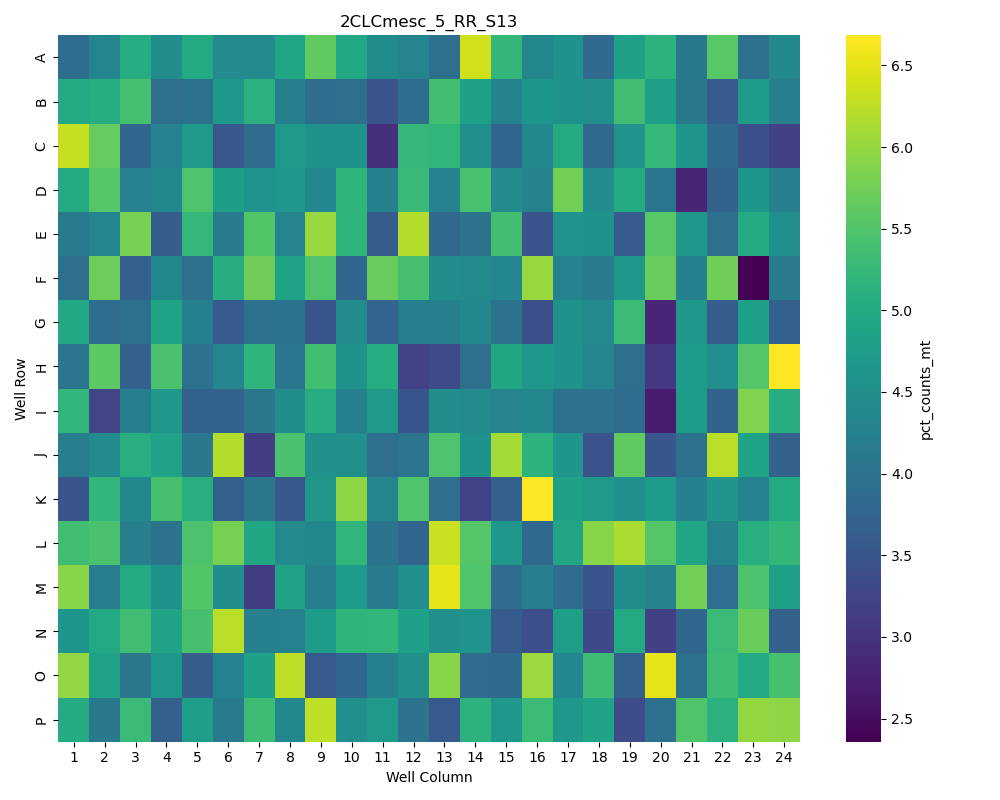 2CLCmesc_5_RR_S13
Well Row
A
B
C
D
E
F
G
H
I
J
K
L
M
N
O
P
1 2 3 4 5 6 7 8 9 10 11 12 13 14 15 16 17 18 19 20 21 22 23 24
Well Column
6.5
6.0
5.5
5.0
4.5
4.0
3.5
3.0
2.5
pct_counts_mt